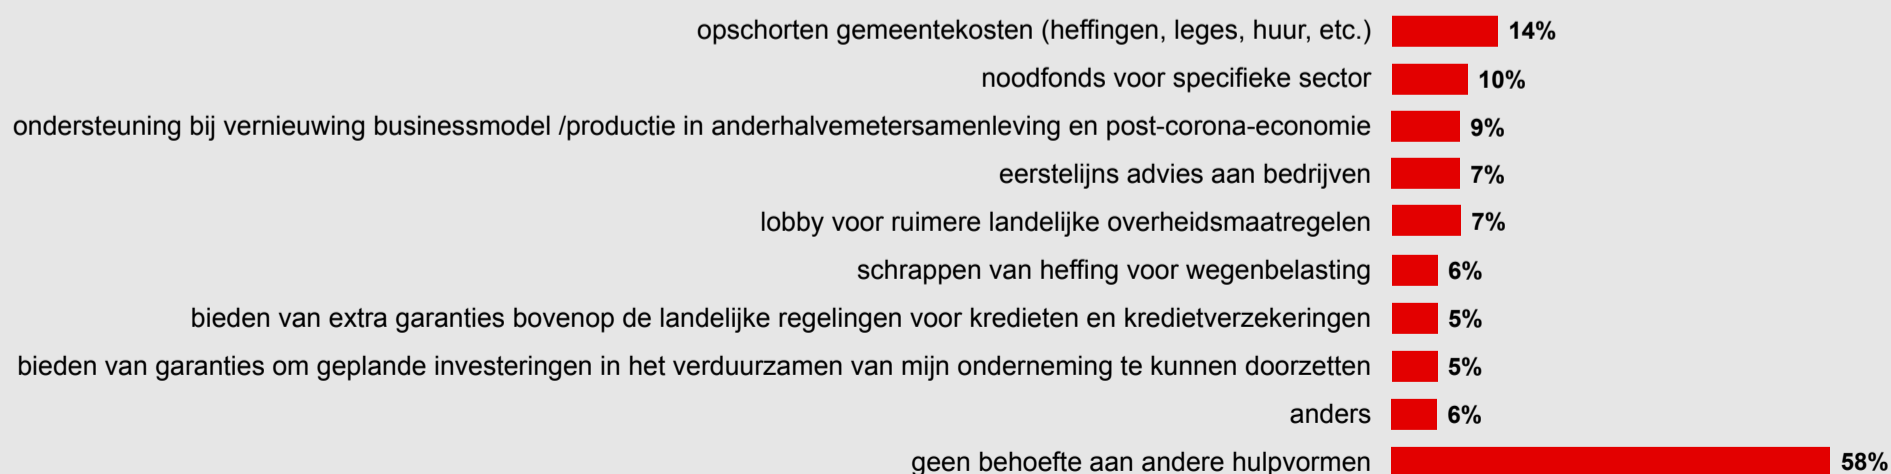 opschorten gemeentekosten (heffingen, leges, huur, etc.) 14%
noodfonds voor specifieke sector 10%
ondersteuning bij vernieuwing businessmodel /productie in anderhalvemetersamenleving en post-corona-economie 9%
eerstelijns advies aan bedrijven 7%
lobby voor ruimere landelijke overheidsmaatregelen 7%
schrappen van heffing voor wegenbelasting 6%
bieden van extra garanties bovenop de landelijke regelingen voor kredieten en kredietverzekeringen 5%
bieden van garanties om geplande investeringen in het verduurzamen van mijn onderneming te kunnen doorzetten 5%
anders 6%
geen behoefte aan andere hulpvormen 58%